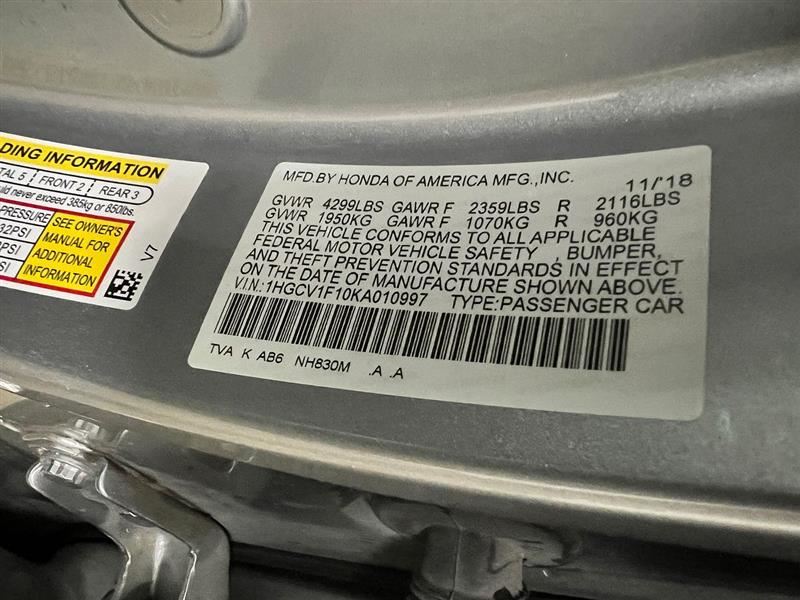 DING INFORMATION
TAL 5 FRONT 2 REAR 3
uld never exceed 385kg or 850lbs.
PRESSURE
32PSI
PSI
SI
SEE OWNER'S
MANUAL FOR
ADDITIONAL
INFORMATION
V7
MFD.BY HONDA OF AMERICA MFG.,INC. 11/'18
GVWR 4299LBS GAWR F 2359LBS R 2116LBS
GVWR 1950KG GAWR F 1070KG R 960KG
THIS VEHICLE CONFORMS TO ALL APPLICABLE
FEDERAL MOTOR VEHICLE SAFETY , BUMPER,
AND THEFT PREVENTION STANDARDS IN EFFECT
ON THE DATE OF MANUFACTURE SHOWN ABOVE.
V.I.N.:1HGCV1F10KA010997 TYPE:PASSENGER CAR
TVA K AB6 NH830M .A .A